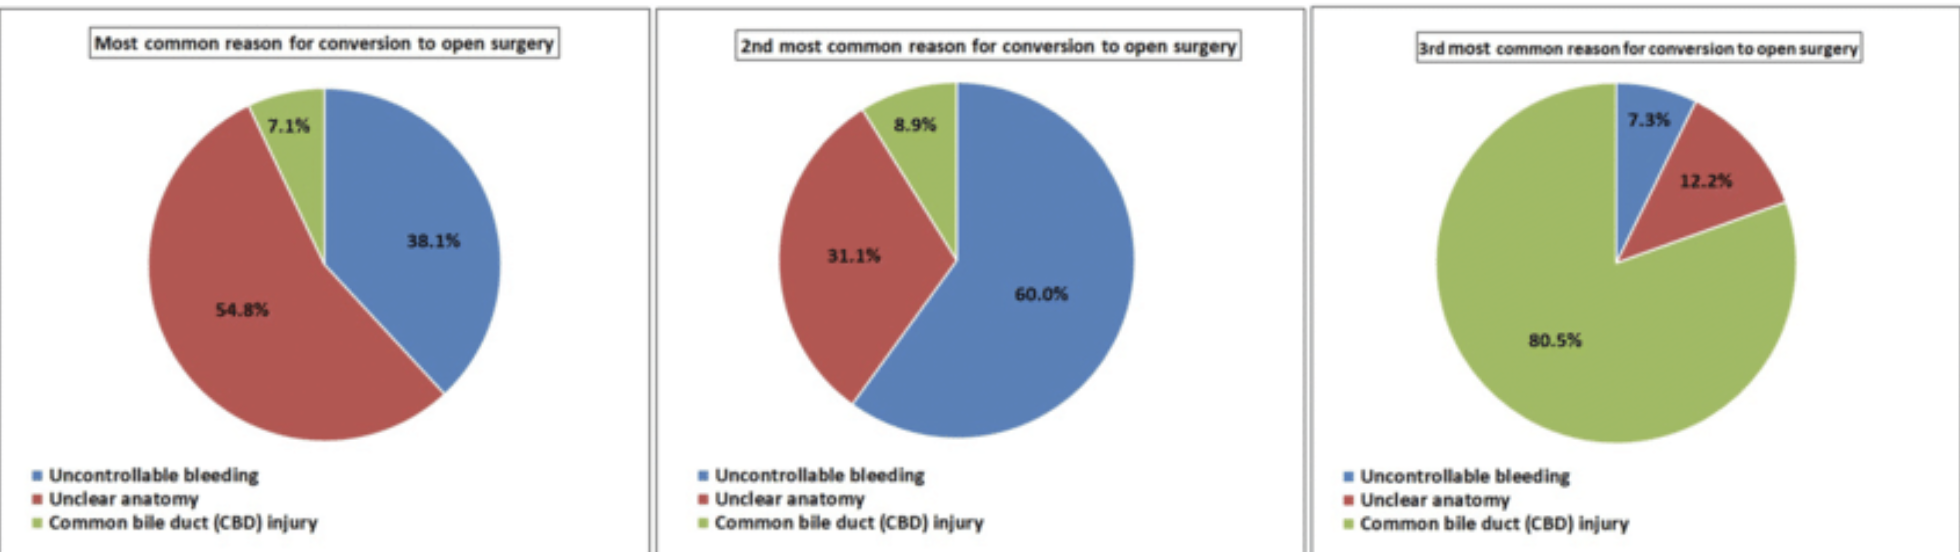 Most common reason for conversion to open surgery
7.1%
38.1%
54.8%
Uncontrollable bleeding
Unclear anatomy
Common bile duct (CBD) injury
2nd most common reason for conversion to open surgery
8.9%
31.1%
60.0%
Uncontrollable bleeding
Unclear anatomy
Common bile duct (CBD) injury
3rd most common reason for conversion to open surgery
7.3%
12.2%
80.5%
Uncontrollable bleeding
Unclear anatomy
Common bile duct (CBD) injury